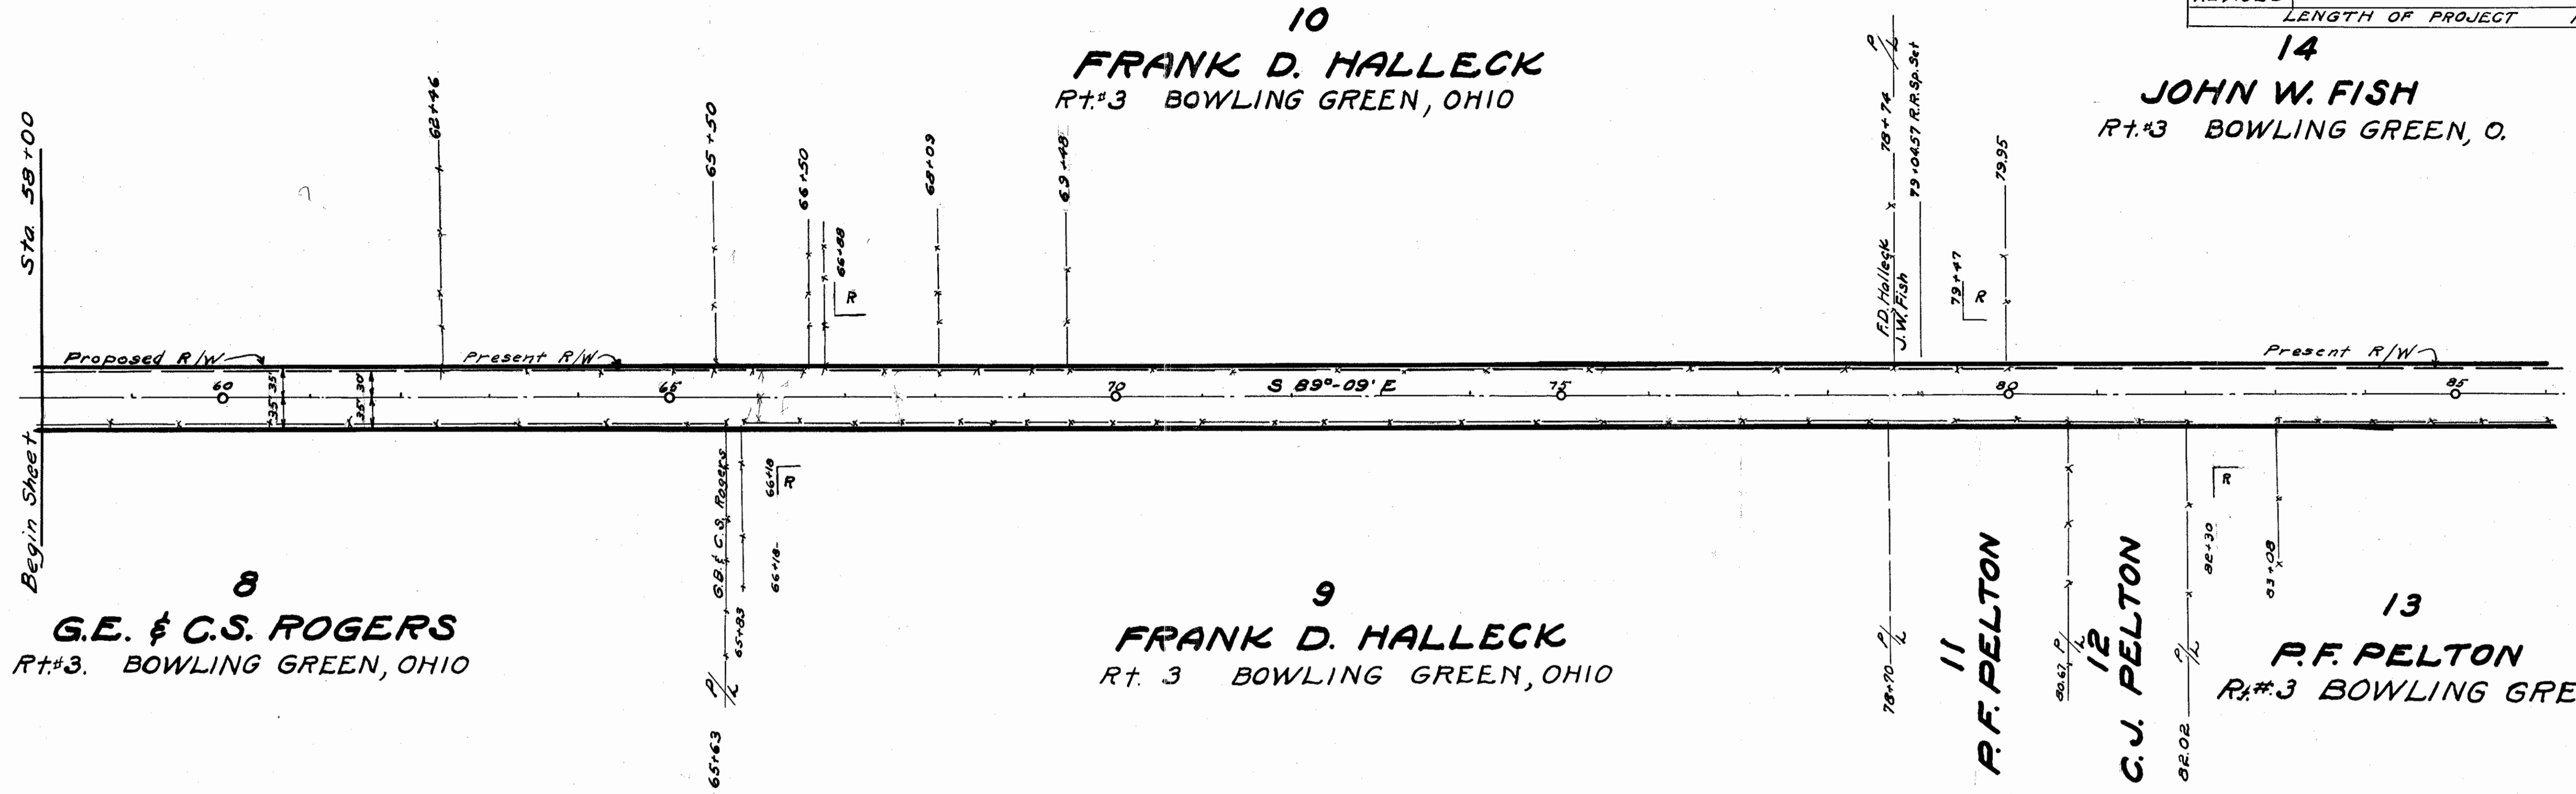 LENGTH OF PROJECT
10
FRANK D. HALLECK
Rt.#3 BOWLING GREEN, OHIO
14
JOHN W. FISH
Rt.#3 BOWLING GREEN, O.
Sta. 58+00
62+46
65+50
66+50
66+88
R
68+09
69+48
P/L
78+74
F.D. Halleck
J.W. Fish
79+04.57 R.R.Sp.Set
79+47
R
79.95
Proposed R/W
Present R/W
Present R/W
60
35'
35'
30'
35'
65
70
S 89°-09' E
75
80
85
Begin Sheet
8
G.E. & C.S. ROGERS
Rt.#3. BOWLING GREEN, OHIO
G.B. & C.S. Rogers
P/L
65+63
65+83
66+18
R
66+18
9
FRANK D. HALLECK
Rt. 3 BOWLING GREEN, OHIO
78+70 P/L
11
P.F. PELTON
80.67 P/L
12
C.J. PELTON
82.02 P/L
R
82+30
83+08
13
P.F. PELTON
Rt.#.3 BOWLING GRE